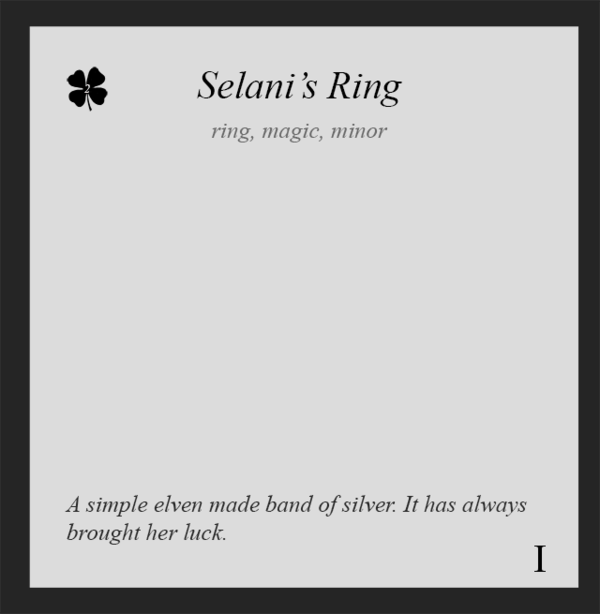 2
Selani’s Ring
ring, magic, minor
A simple elven made band of silver. It has always
brought her luck.
I